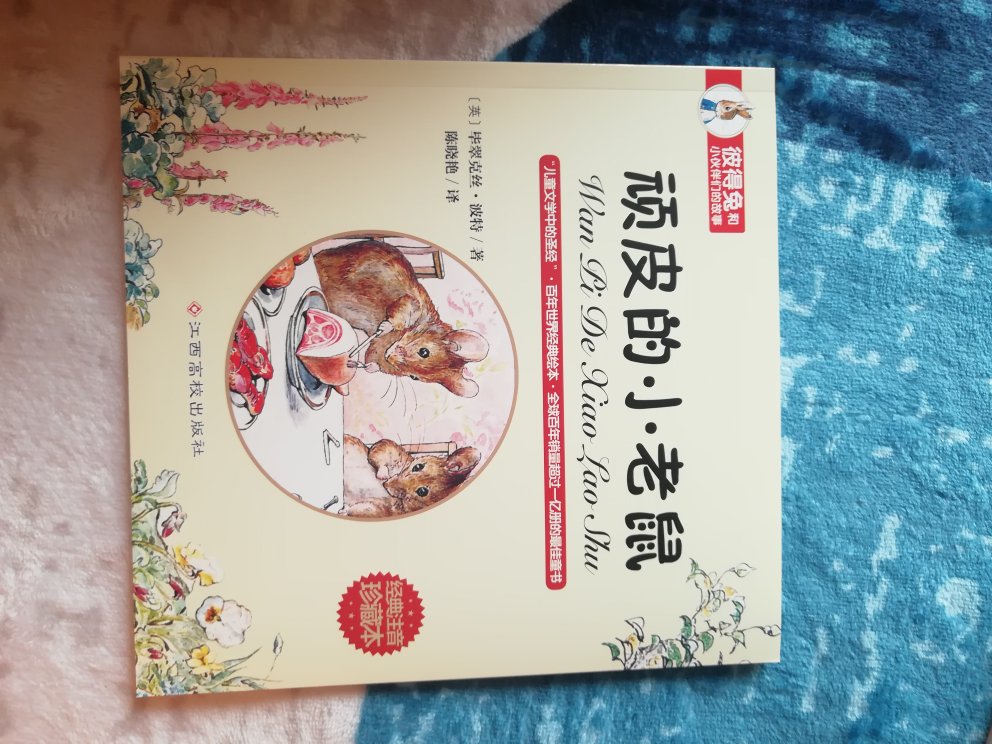 彼得兔和
小伙伴们的故事
顽皮的·小·老鼠
Wan Pi De Xiao Lao Shu
“儿童文学中的圣经”·百年世界经典绘本·全球百年销量超过一亿册的最佳童书
［英］毕翠克丝·波特/著
陈晓艳/译
经典注音
珍藏本
江西高校出版社